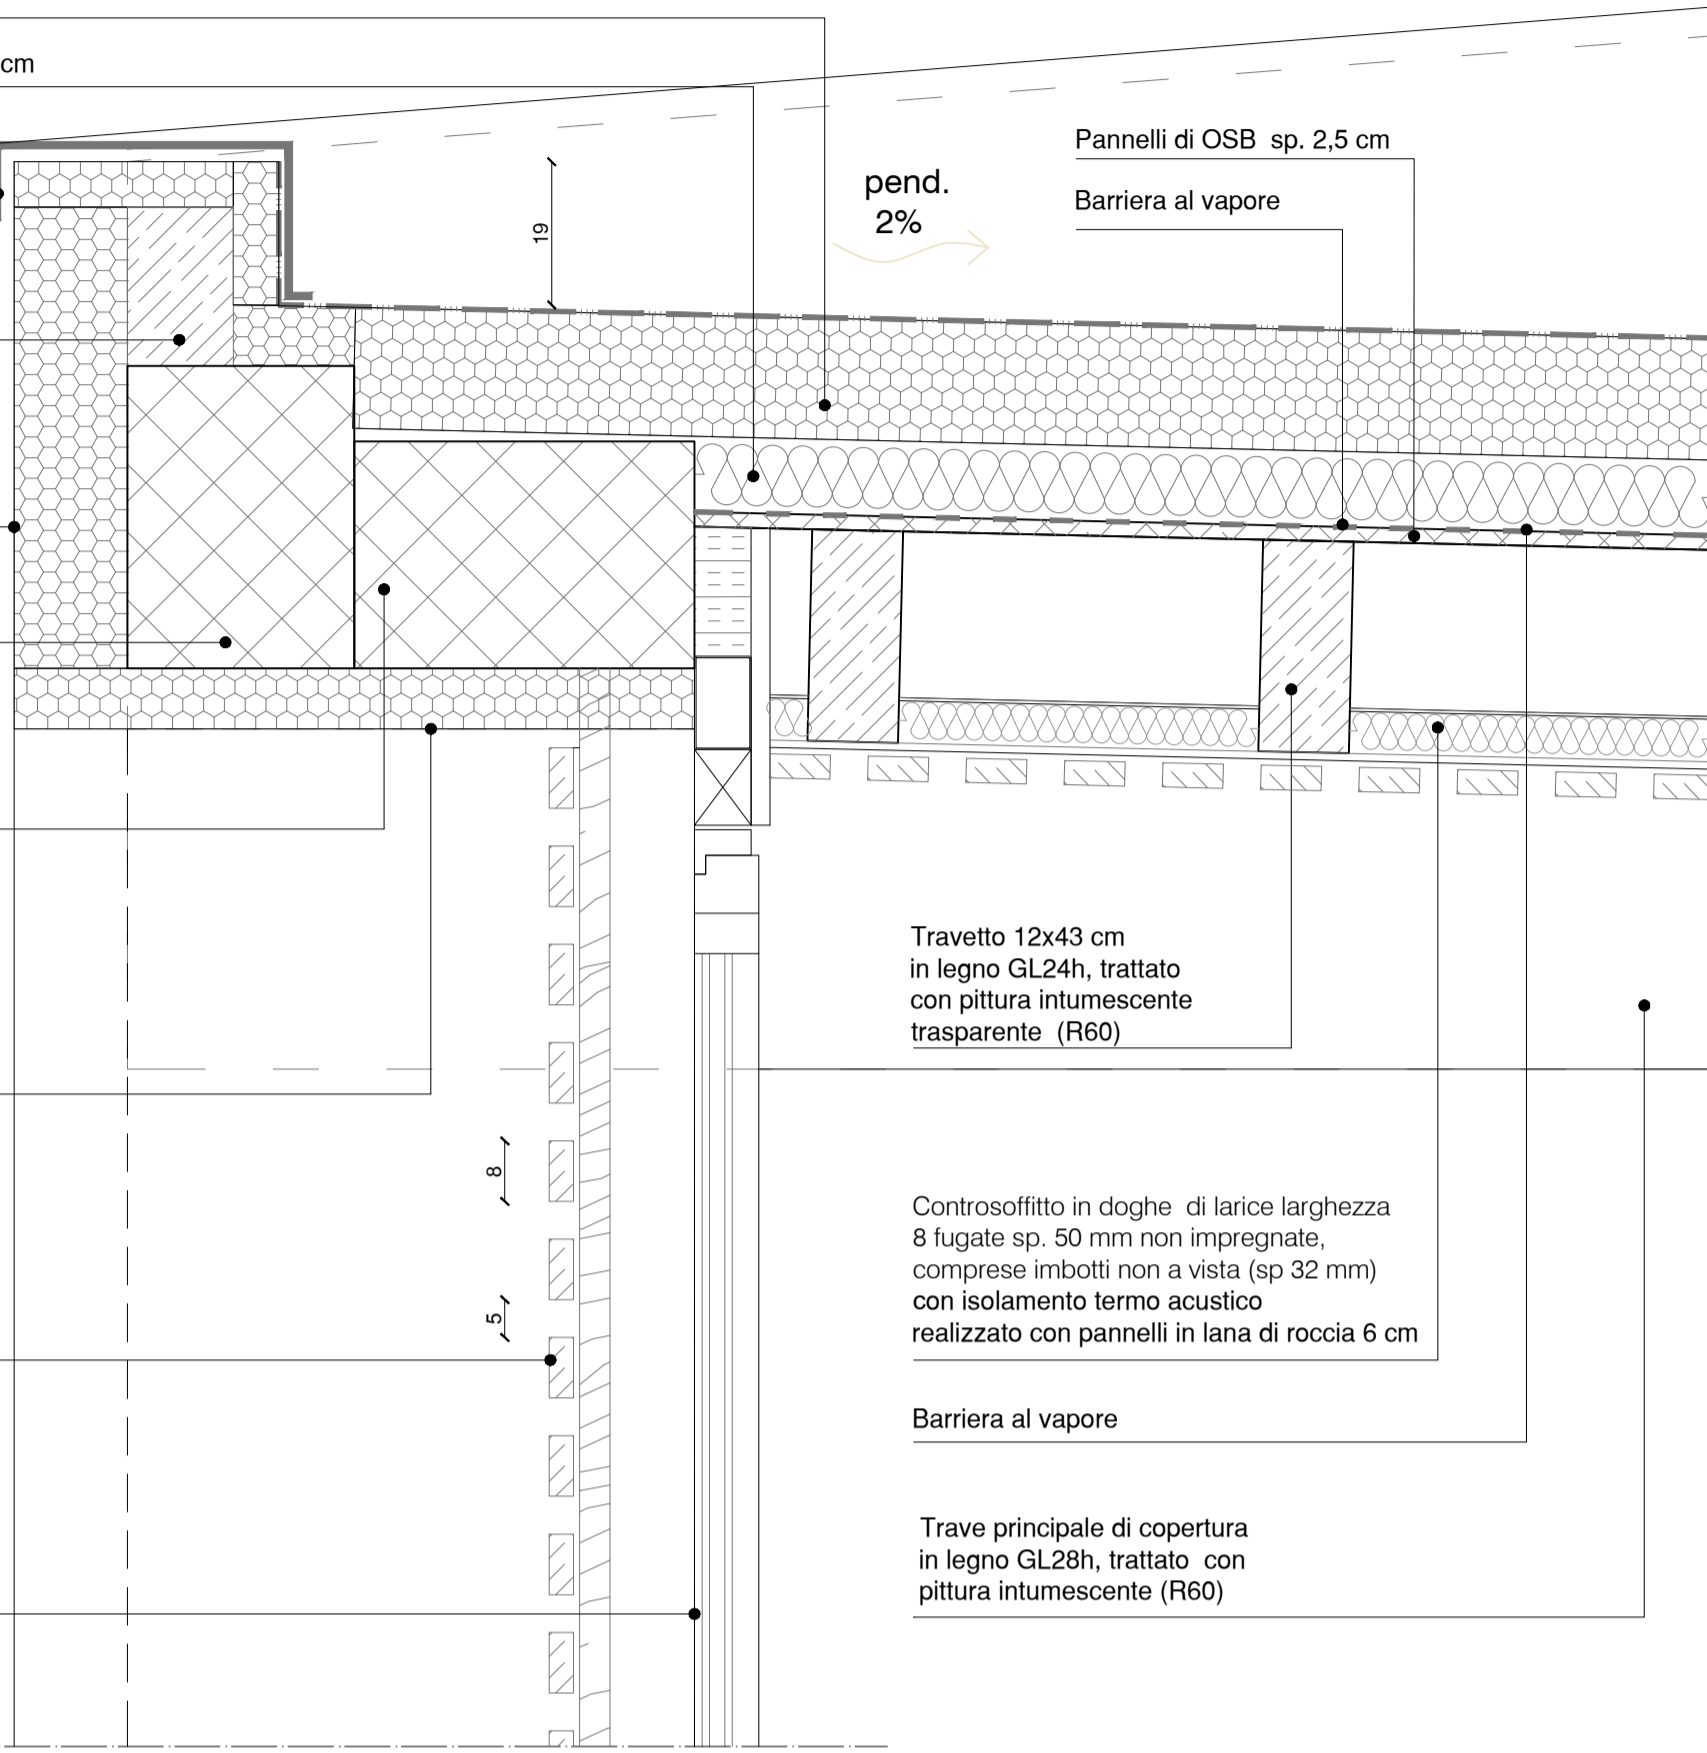 cm
Pannelli di OSB sp. 2,5 cm
Barriera al vapore
pend.
2%
19
Travetto 12x43 cm
in legno GL24h, trattato
con pittura intumescente
trasparente (R60)
8
5
Controsoffitto in doghe di larice larghezza
8 fugate sp. 50 mm non impregnate,
comprese imbotti non a vista (sp 32 mm)
con isolamento termo acustico
realizzato con pannelli in lana di roccia 6 cm
Barriera al vapore
Trave principale di copertura
in legno GL28h, trattato con
pittura intumescente (R60)